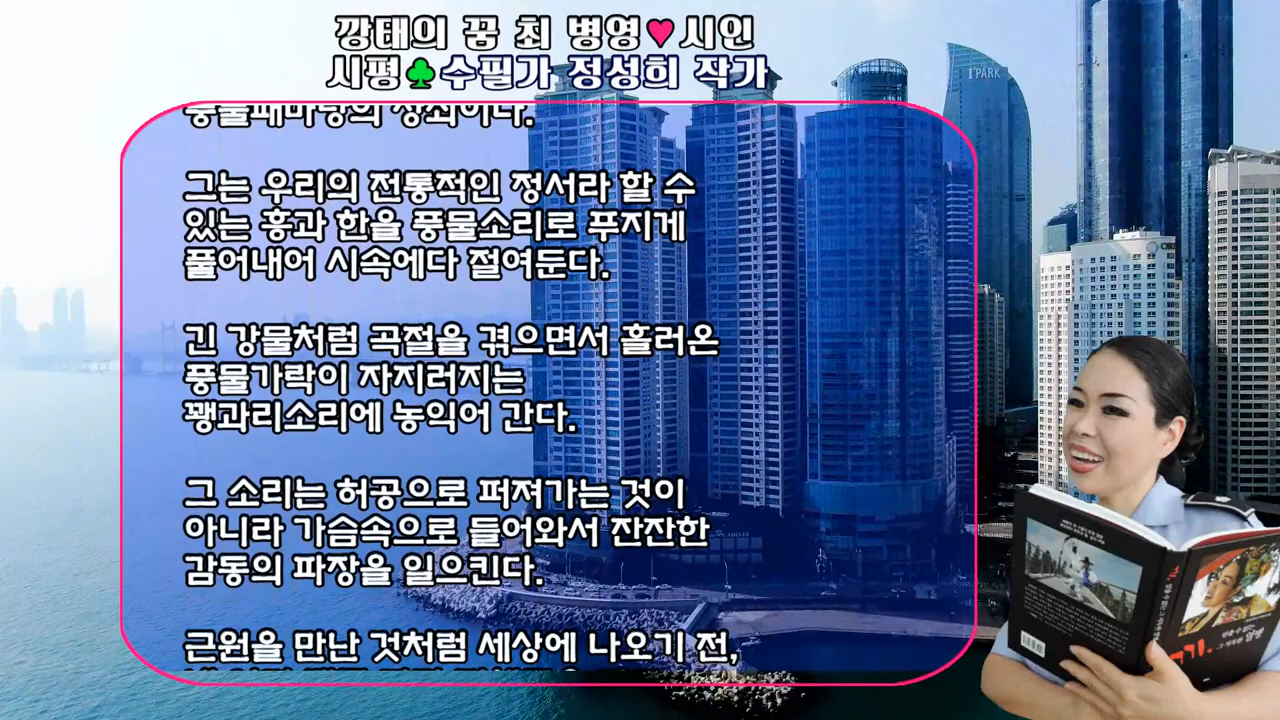 깡태의 꿈 최 병영♥시인
시평♣수필가 정성희 작가
그는 우리의 전통적인 정서라 할 수
있는 흥과 한을 풍물소리로 푸지게
풀어내어 시속에다 절여둔다.
긴 강물처럼 곡절을 겪으면서 흘러온
풍물가락이 자지러지는
꽹과리소리에 농익어 간다.
그 소리는 허공으로 퍼져가는 것이
아니라 가슴속으로 들어와서 잔잔한
감동의 파장을 일으킨다.
근원을 만난 것처럼 세상에 나오기 전,
I'PARK